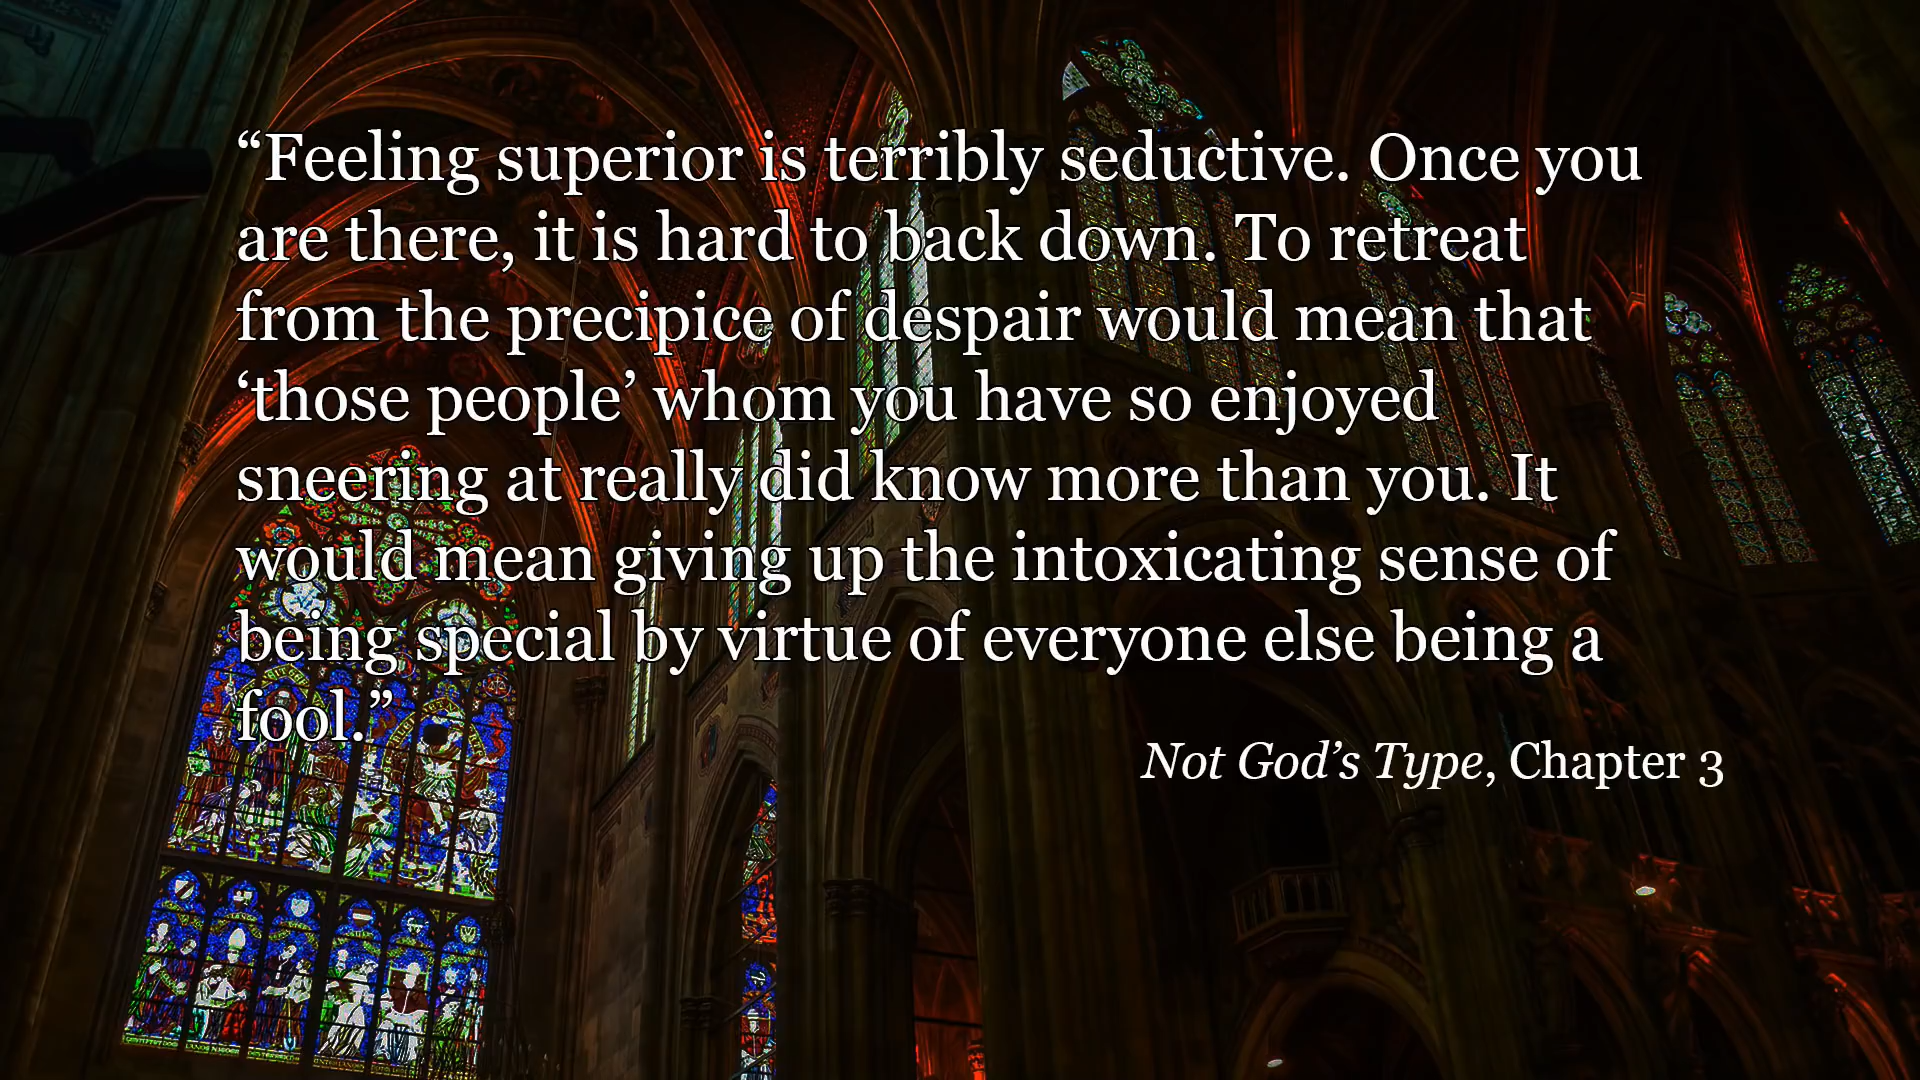 “Feeling superior is terribly seductive. Once you
are there, it is hard to back down. To retreat
from the precipice of despair would mean that
‘those people’ whom you have so enjoyed
sneering at really did know more than you. It
would mean giving up the intoxicating sense of
being special by virtue of everyone else being a
fool.”
Not God’s Type, Chapter 3